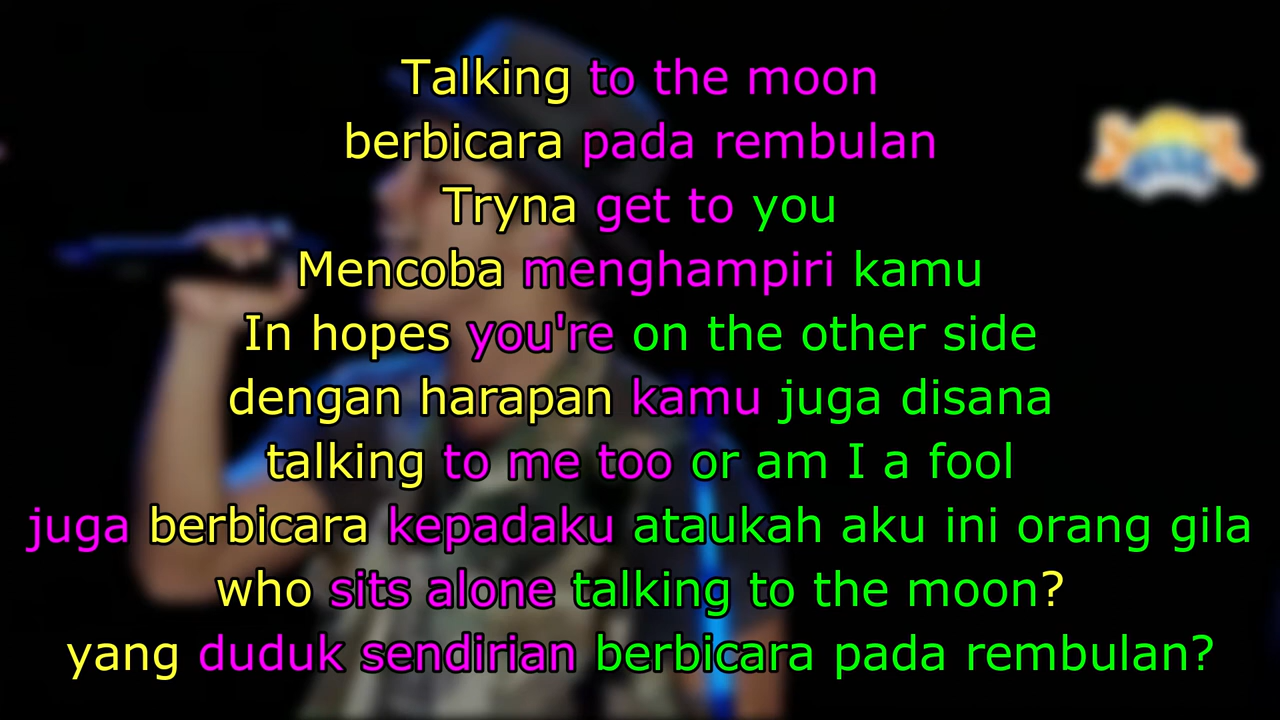 Talking to the moon
berbicara pada rembulan
Tryna get to you
Mencoba menghampiri kamu
In hopes you're on the other side
dengan harapan kamu juga disana
talking to me too or am I a fool
juga berbicara kepadaku ataukah aku ini orang gila
who sits alone talking to the moon?
yang duduk sendirian berbicara pada rembulan?